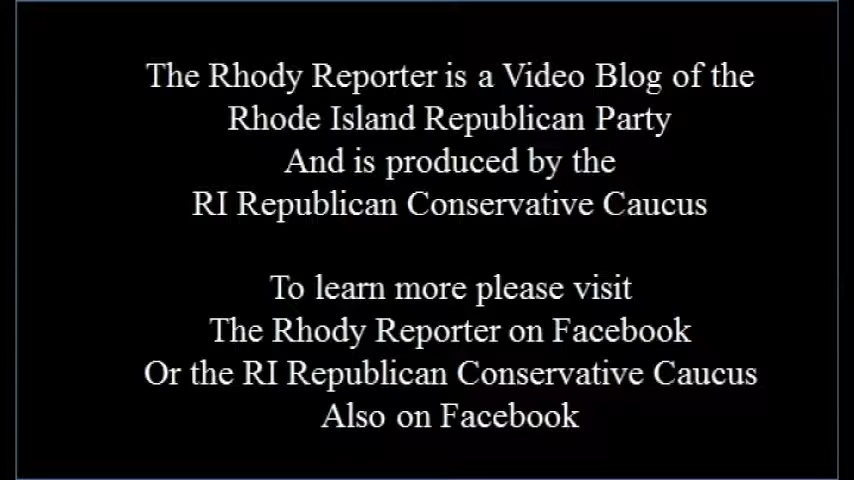 The Rhody Reporter is a Video Blog of the
Rhode Island Republican Party
And is produced by the
RI Republican Conservative Caucus
To learn more please visit
The Rhody Reporter on Facebook
Or the RI Republican Conservative Caucus
Also on Facebook